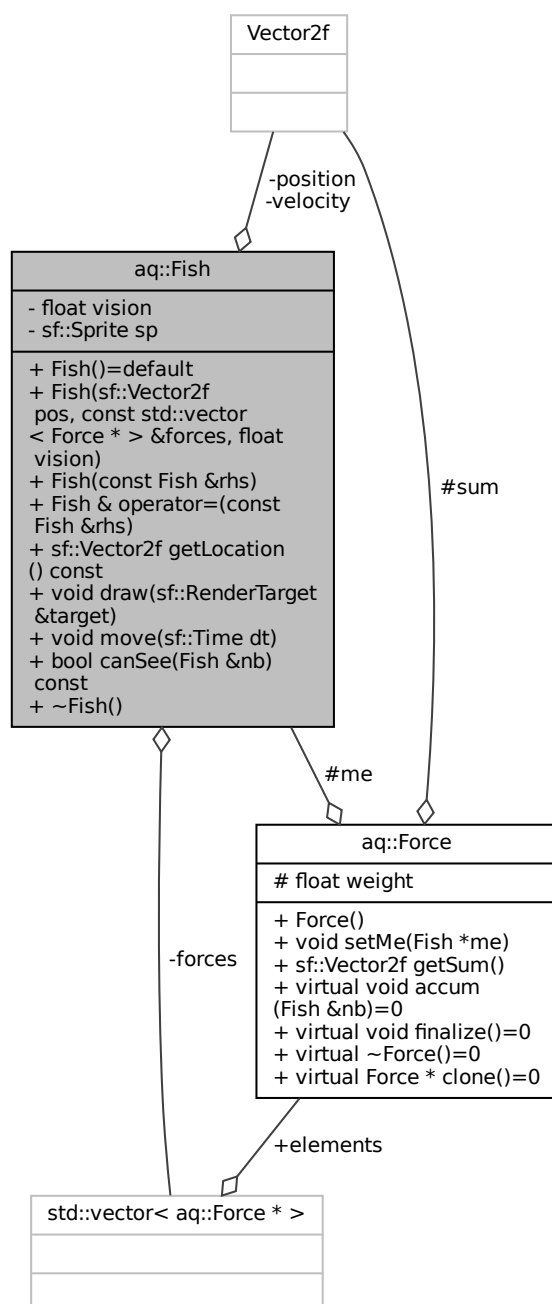 Vector2f
-position
-velocity
aq::Fish
- float vision
- sf::Sprite sp
+ Fish()=default
+ Fish(sf::Vector2f
pos, const std::vector
< Force * > &forces, float
vision)
+ Fish(const Fish &rhs)
+ Fish & operator=(const
Fish &rhs)
+ sf::Vector2f getLocation
() const
+ void draw(sf::RenderTarget
&target)
+ void move(sf::Time dt)
+ bool canSee(Fish &nb)
const
+ ~Fish()
#sum
#me
aq::Force
# float weight
+ Force()
+ void setMe(Fish *me)
+ sf::Vector2f getSum()
+ virtual void accum
(Fish &nb)=0
+ virtual void finalize()=0
+ virtual ~Force()=0
+ virtual Force * clone()=0
-forces
+elements
std::vector< aq::Force * >